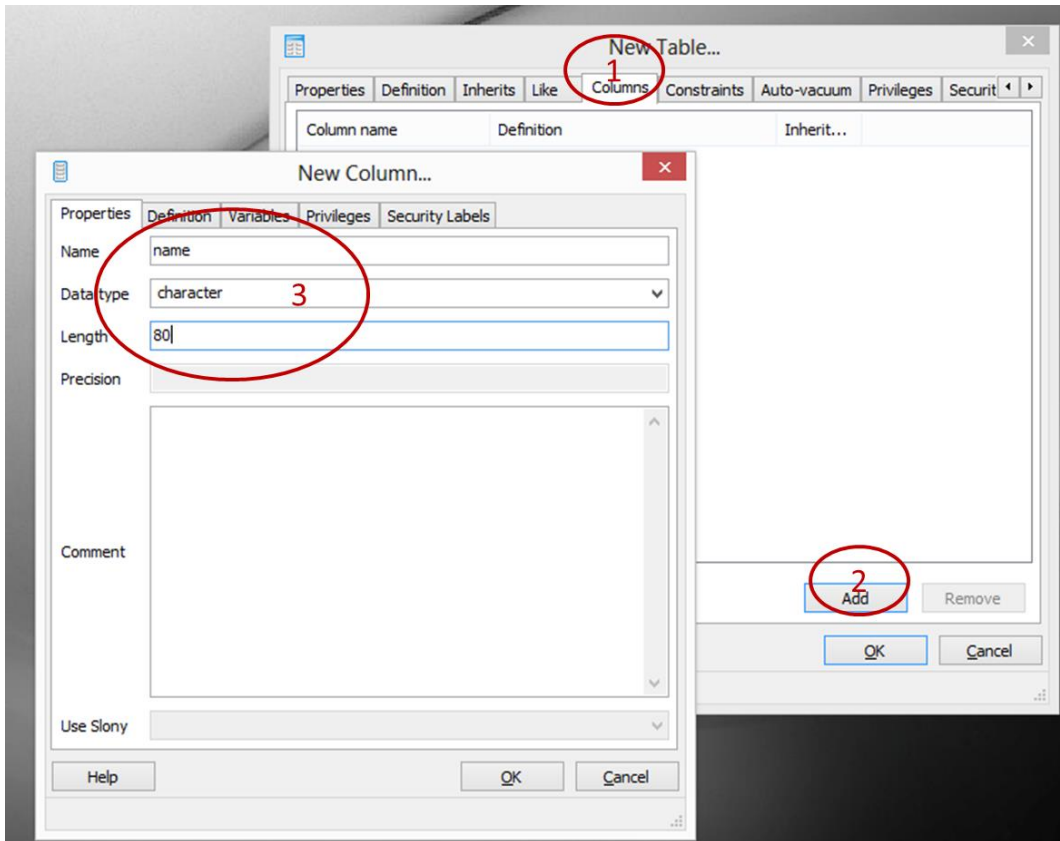 New Table...
1
Properties Definition Inherits Like Columns Constraints Auto-vacuum Privileges Securit
Column name Definition Inherit...
New Column...
Properties Definition Variables Privileges Security Labels
Name name
Data type character 3
Length 80
Precision
Comment
2
Add Remove
OK Cancel
Use Slony
Help OK Cancel